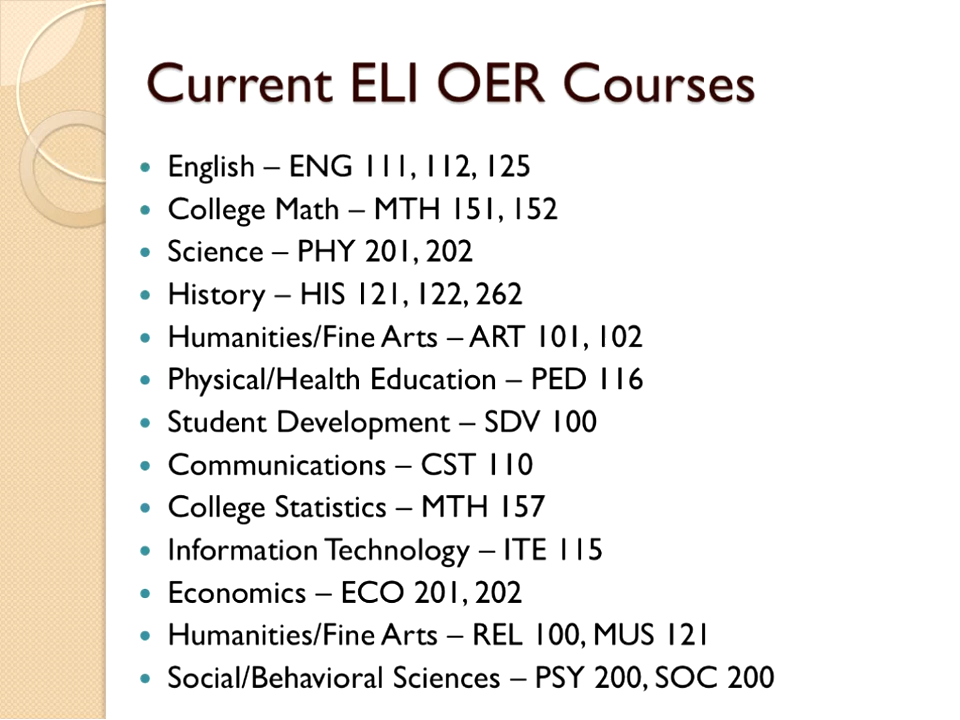 Current ELI OER Courses
• English – ENG 111, 112, 125
• College Math – MTH 151, 152
• Science – PHY 201, 202
• History – HIS 121, 122, 262
• Humanities/Fine Arts – ART 101, 102
• Physical/Health Education – PED 116
• Student Development – SDV 100
• Communications – CST 110
• College Statistics – MTH 157
• Information Technology – ITE 115
• Economics – ECO 201, 202
• Humanities/Fine Arts – REL 100, MUS 121
• Social/Behavioral Sciences – PSY 200, SOC 200